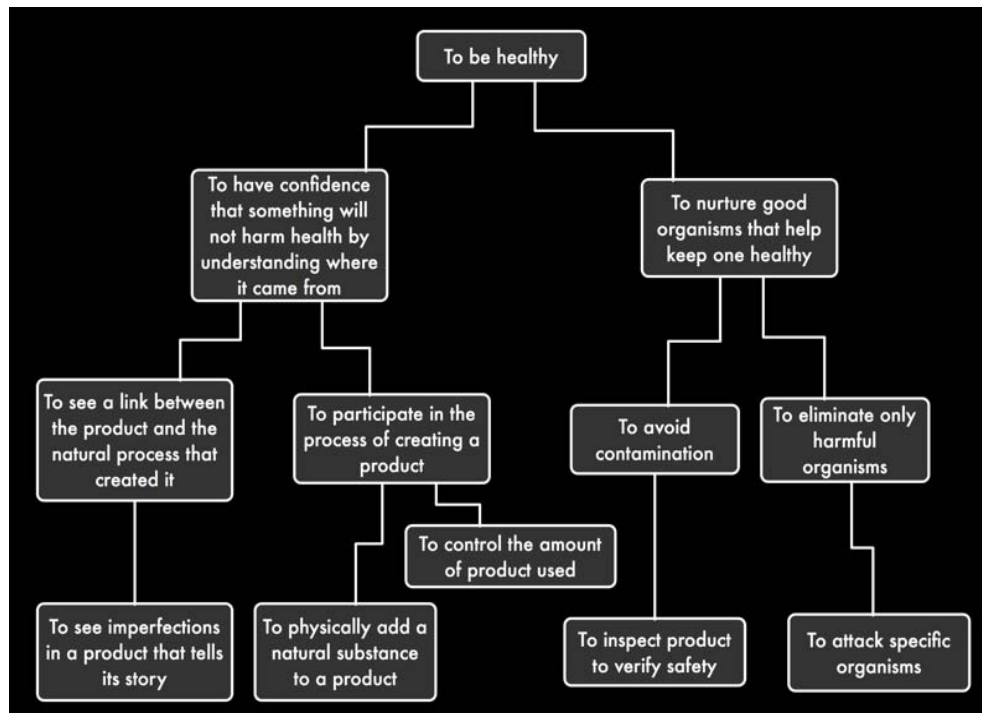 To be healthy
To have confidence
that something will
not harm health by
understanding where
it came from
To nurture good
organisms that help
keep one healthy
To see a link between
the product and the
natural process that
created it
To participate in the
process of creating a
product
To avoid
contamination
To eliminate only
harmful
organisms
To control the amount
of product used
To see imperfections
in a product that tells
its story
To physically add a
natural substance
to a product
To inspect product
to verify safety
To attack specific
organisms